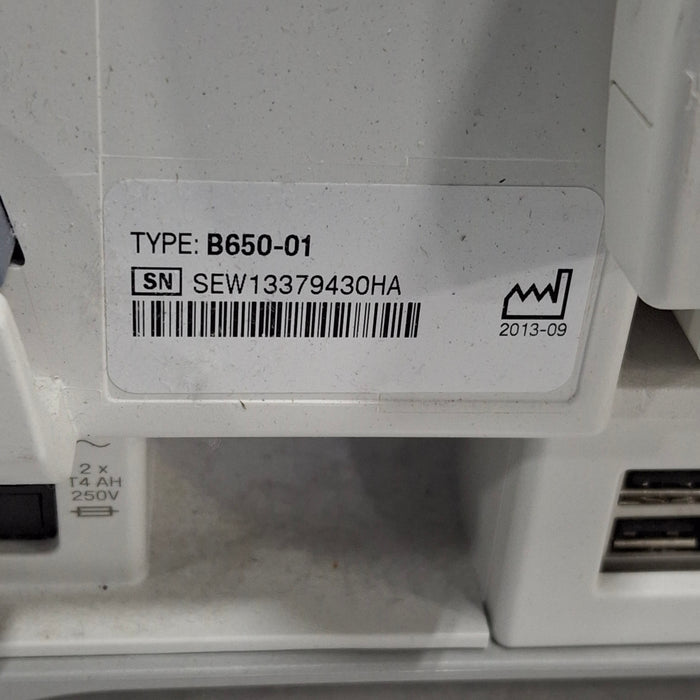 TYPE: B650-01
SN SEW13379430HA
2013-09
2 x
T4 AH
250V